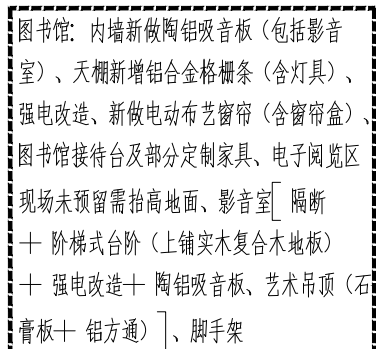 图书馆：内墙新做陶铝吸音板（包括影音
室）、天棚新增铝合金格栅条（含灯具）、
强电改造、新做电动布艺窗帘（含窗帘盒）、
图书馆接待台及部分定制家具、电子阅览区
现场未预留需抬高地面、影音室[ 隔断
＋ 阶梯式台阶（上铺实木复合木地板）
＋ 强电改造＋ 陶铝吸音板、艺术吊顶（石
膏板＋ 铝方通）]、脚手架